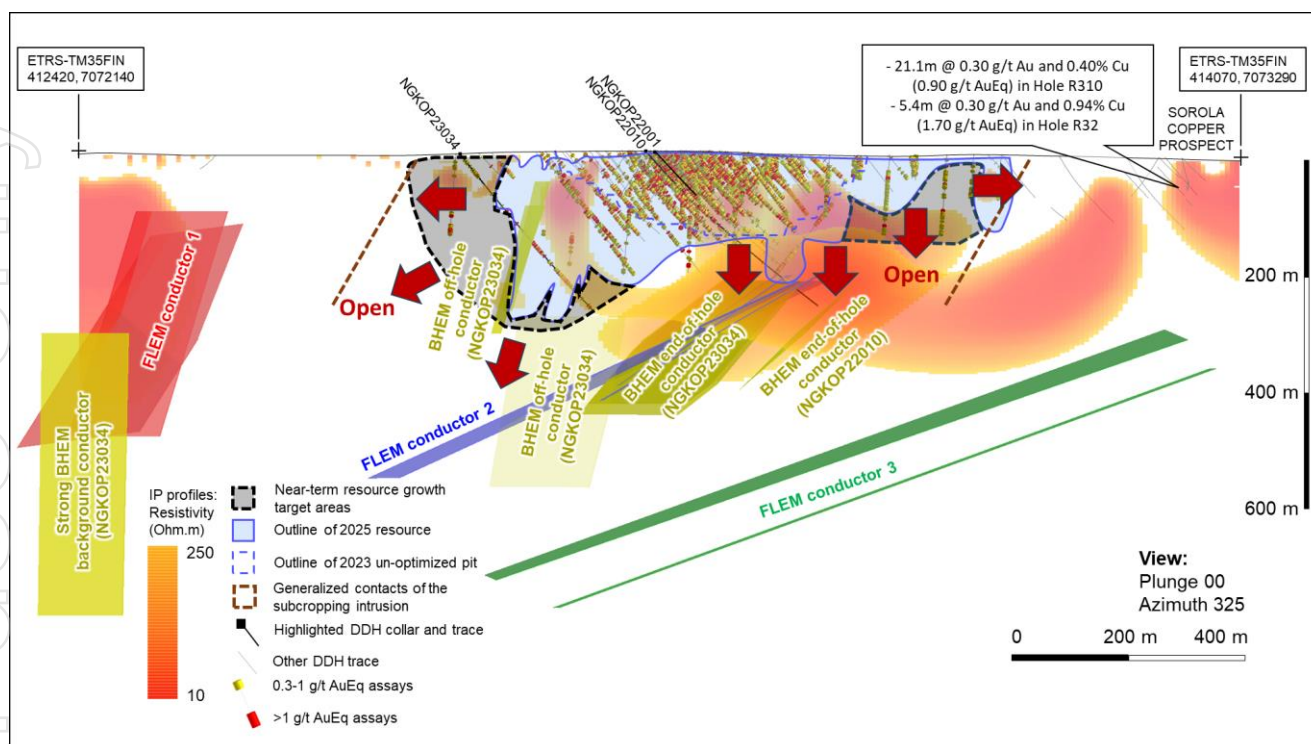 ETRS-TM35FIN
412420, 7072140
NGKOP23034
NGKOP22001
NGKOP22010
- 21.1m @ 0.30 g/t Au and 0.40% Cu
(0.90 g/t AuEq) in Hole R310
- 5.4m @ 0.30 g/t Au and 0.94% Cu
(1.70 g/t AuEq) in Hole R32
ETRS-TM35FIN
414070, 7073290
SOROLA
COPPER
PROSPECT
FLEM conductor 1
Open
BHEM off-hole
conductor
(NGKOP23034)
Open
200 m
Strong BHEM
background conductor
(NGKOP23034)
FLEM conductor 2
BHEM off-hole
conductor
(NGKOP23034)
BHEM end-of-hole
conductor
(NGKOP23034)
BHEM end-of-hole
conductor
(NGKOP22010)
400 m
FLEM conductor 3
600 m
IP profiles:
Resistivity
(Ohm.m)
250
10
Near-term resource growth
target areas
Outline of 2025 resource
Outline of 2023 un-optimized pit
Generalized contacts of the
subcropping intrusion
Highlighted DDH collar and trace
Other DDH trace
0.3-1 g/t AuEq assays
>1 g/t AuEq assays
View:
Plunge 00
Azimuth 325
0 200 m 400 m